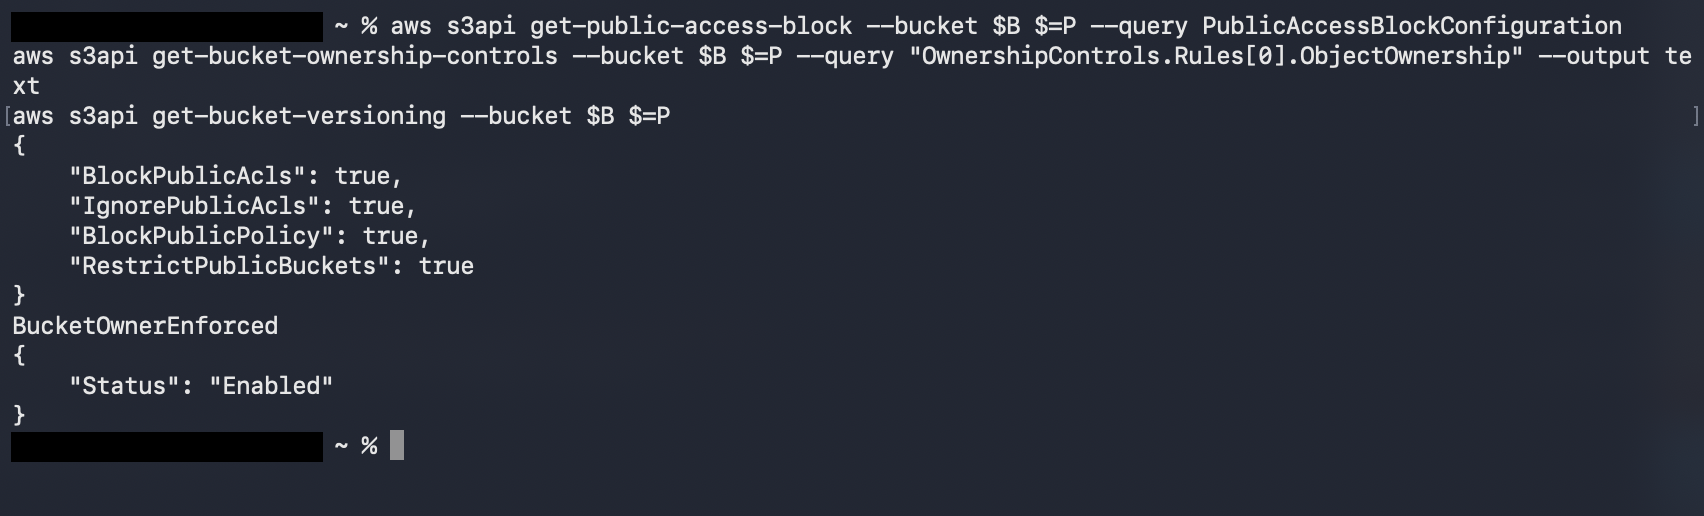 ~ % aws s3api get-public-access-block --bucket $B $=P --query PublicAccessBlockConfiguration
aws s3api get-bucket-ownership-controls --bucket $B $=P --query "OwnershipControls.Rules[0].ObjectOwnership" --output te
xt
[aws s3api get-bucket-versioning --bucket $B $=P ]
{
    "BlockPublicAcls": true,
    "IgnorePublicAcls": true,
    "BlockPublicPolicy": true,
    "RestrictPublicBuckets": true
}
BucketOwnerEnforced
{
    "Status": "Enabled"
}
~ %